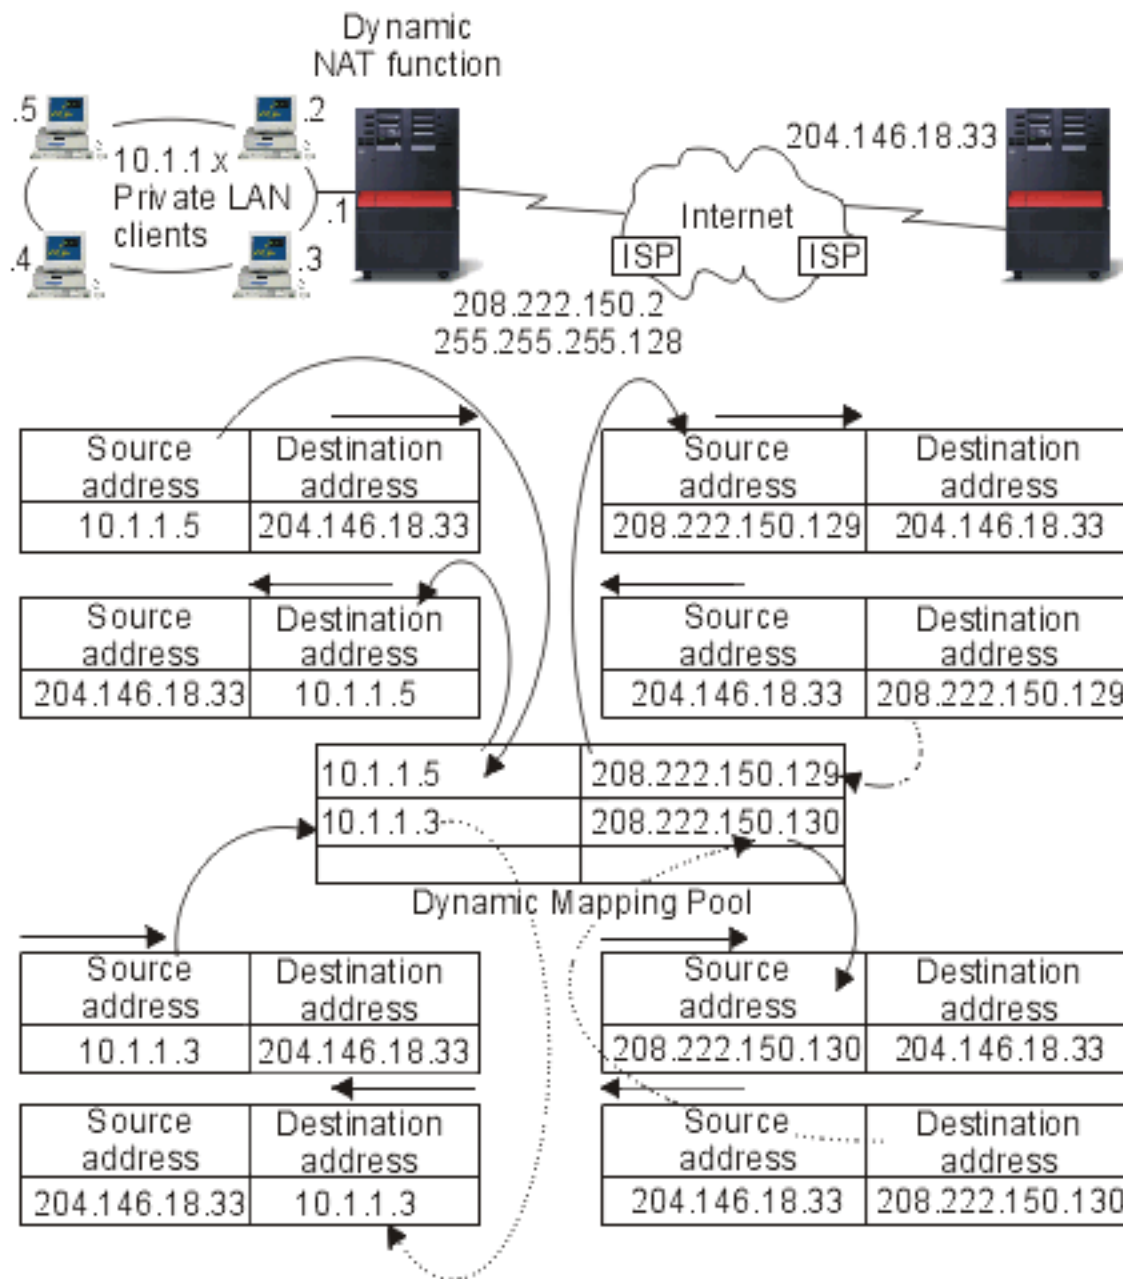 Dynamic
NAT function
.5
.2
204.146.18.33
10.1.1 x
Private LAN
clients
.1
Internet
.4
.3
ISP
ISP
208.222.150.2
255.255.255.128
Source address
Destination address
10.1.1.5
204.146.18.33
Source address
Destination address
208.222.150.129
204.146.18.33
Source address
Destination address
204.146.18.33
10.1.1.5
Source address
Destination address
204.146.18.33
208.222.150.129
10.1.1.5
208.222.150.129
10.1.1.3
208.222.150.130
Dynamic Mapping Pool
Source address
Destination address
10.1.1.3
204.146.18.33
Source address
Destination address
208.222.150.130
204.146.18.33
Source address
Destination address
204.146.18.33
10.1.1.3
Source address
Destination address
204.146.18.33
208.222.150.130